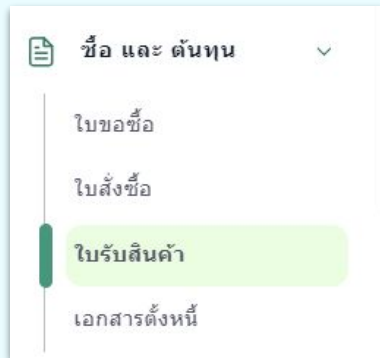 ซื้อ และ ต้นทุน
ใบขอซื้อ
ใบสั่งซื้อ
ใบรับสินค้า
เอกสารตั้งหนี้